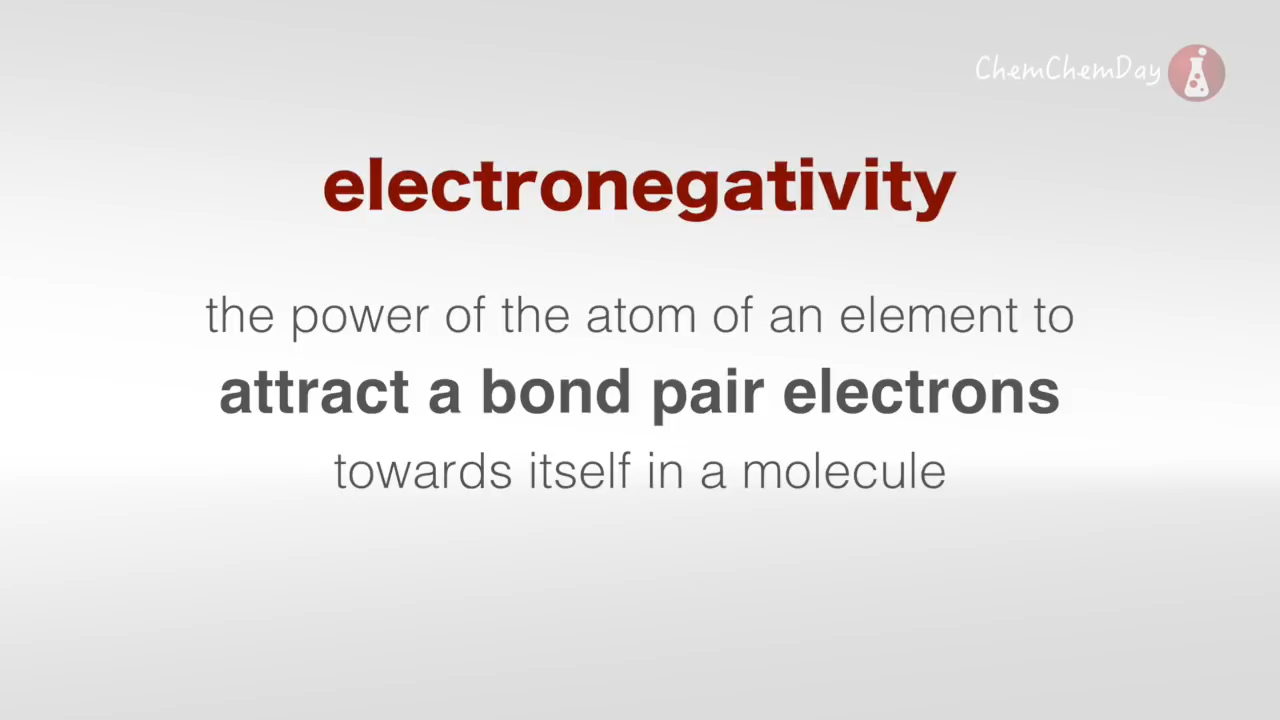 ChemChemDay
electronegativity
the power of the atom of an element to
attract a bond pair electrons
towards itself in a molecule